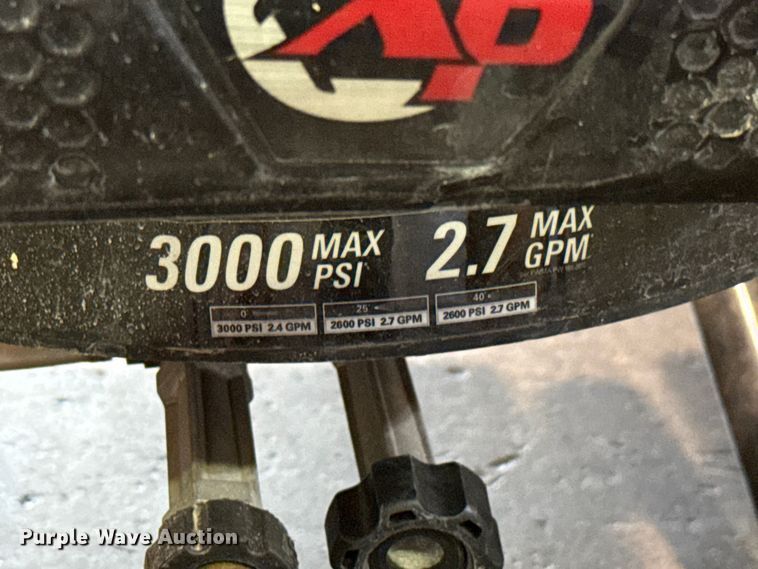 XP
3000 MAX PSI
2.7 MAX GPM
0°
3000 PSI 2.4 GPM
25°
2600 PSI 2.7 GPM
40°
2600 PSI 2.7 GPM
Purple Wave Auction